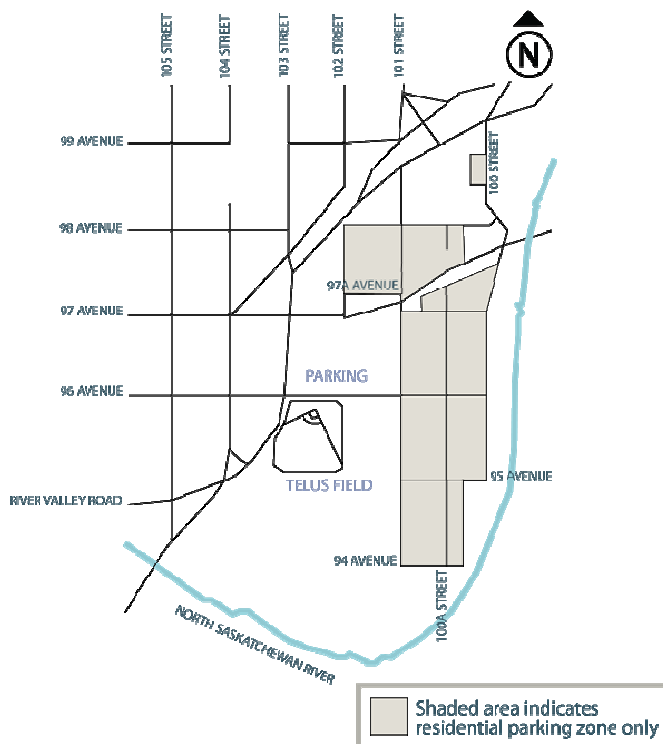 105 STREET
104 STREET
103 STREET
102 STREET
101 STREET
N
99 AVENUE
100 STREET
98 AVENUE
97A AVENUE
97 AVENUE
PARKING
96 AVENUE
TELUS FIELD
95 AVENUE
RIVER VALLEY ROAD
94 AVENUE
100A STREET
NORTH SASKATCHEWAN RIVER
Shaded area indicates
residential parking zone only